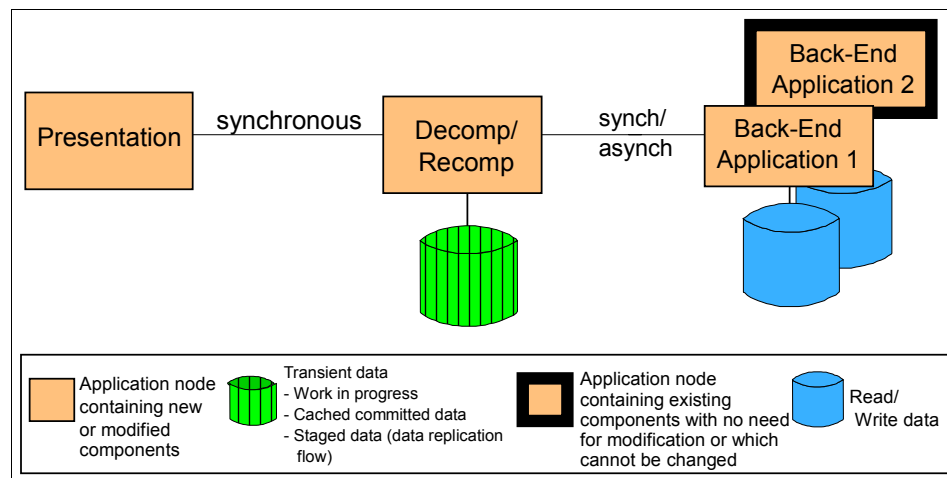 Back-End
Application 2
Presentation
synchronous
Decomp/
Recomp
synch/
asynch
Back-End
Application 1
Application node
containing new
or modified
components
Transient data
- Work in progress
- Cached committed data
- Staged data (data replication
flow)
Application node
containing existing
components with no need
for modification or which
cannot be changed
Read/
Write data